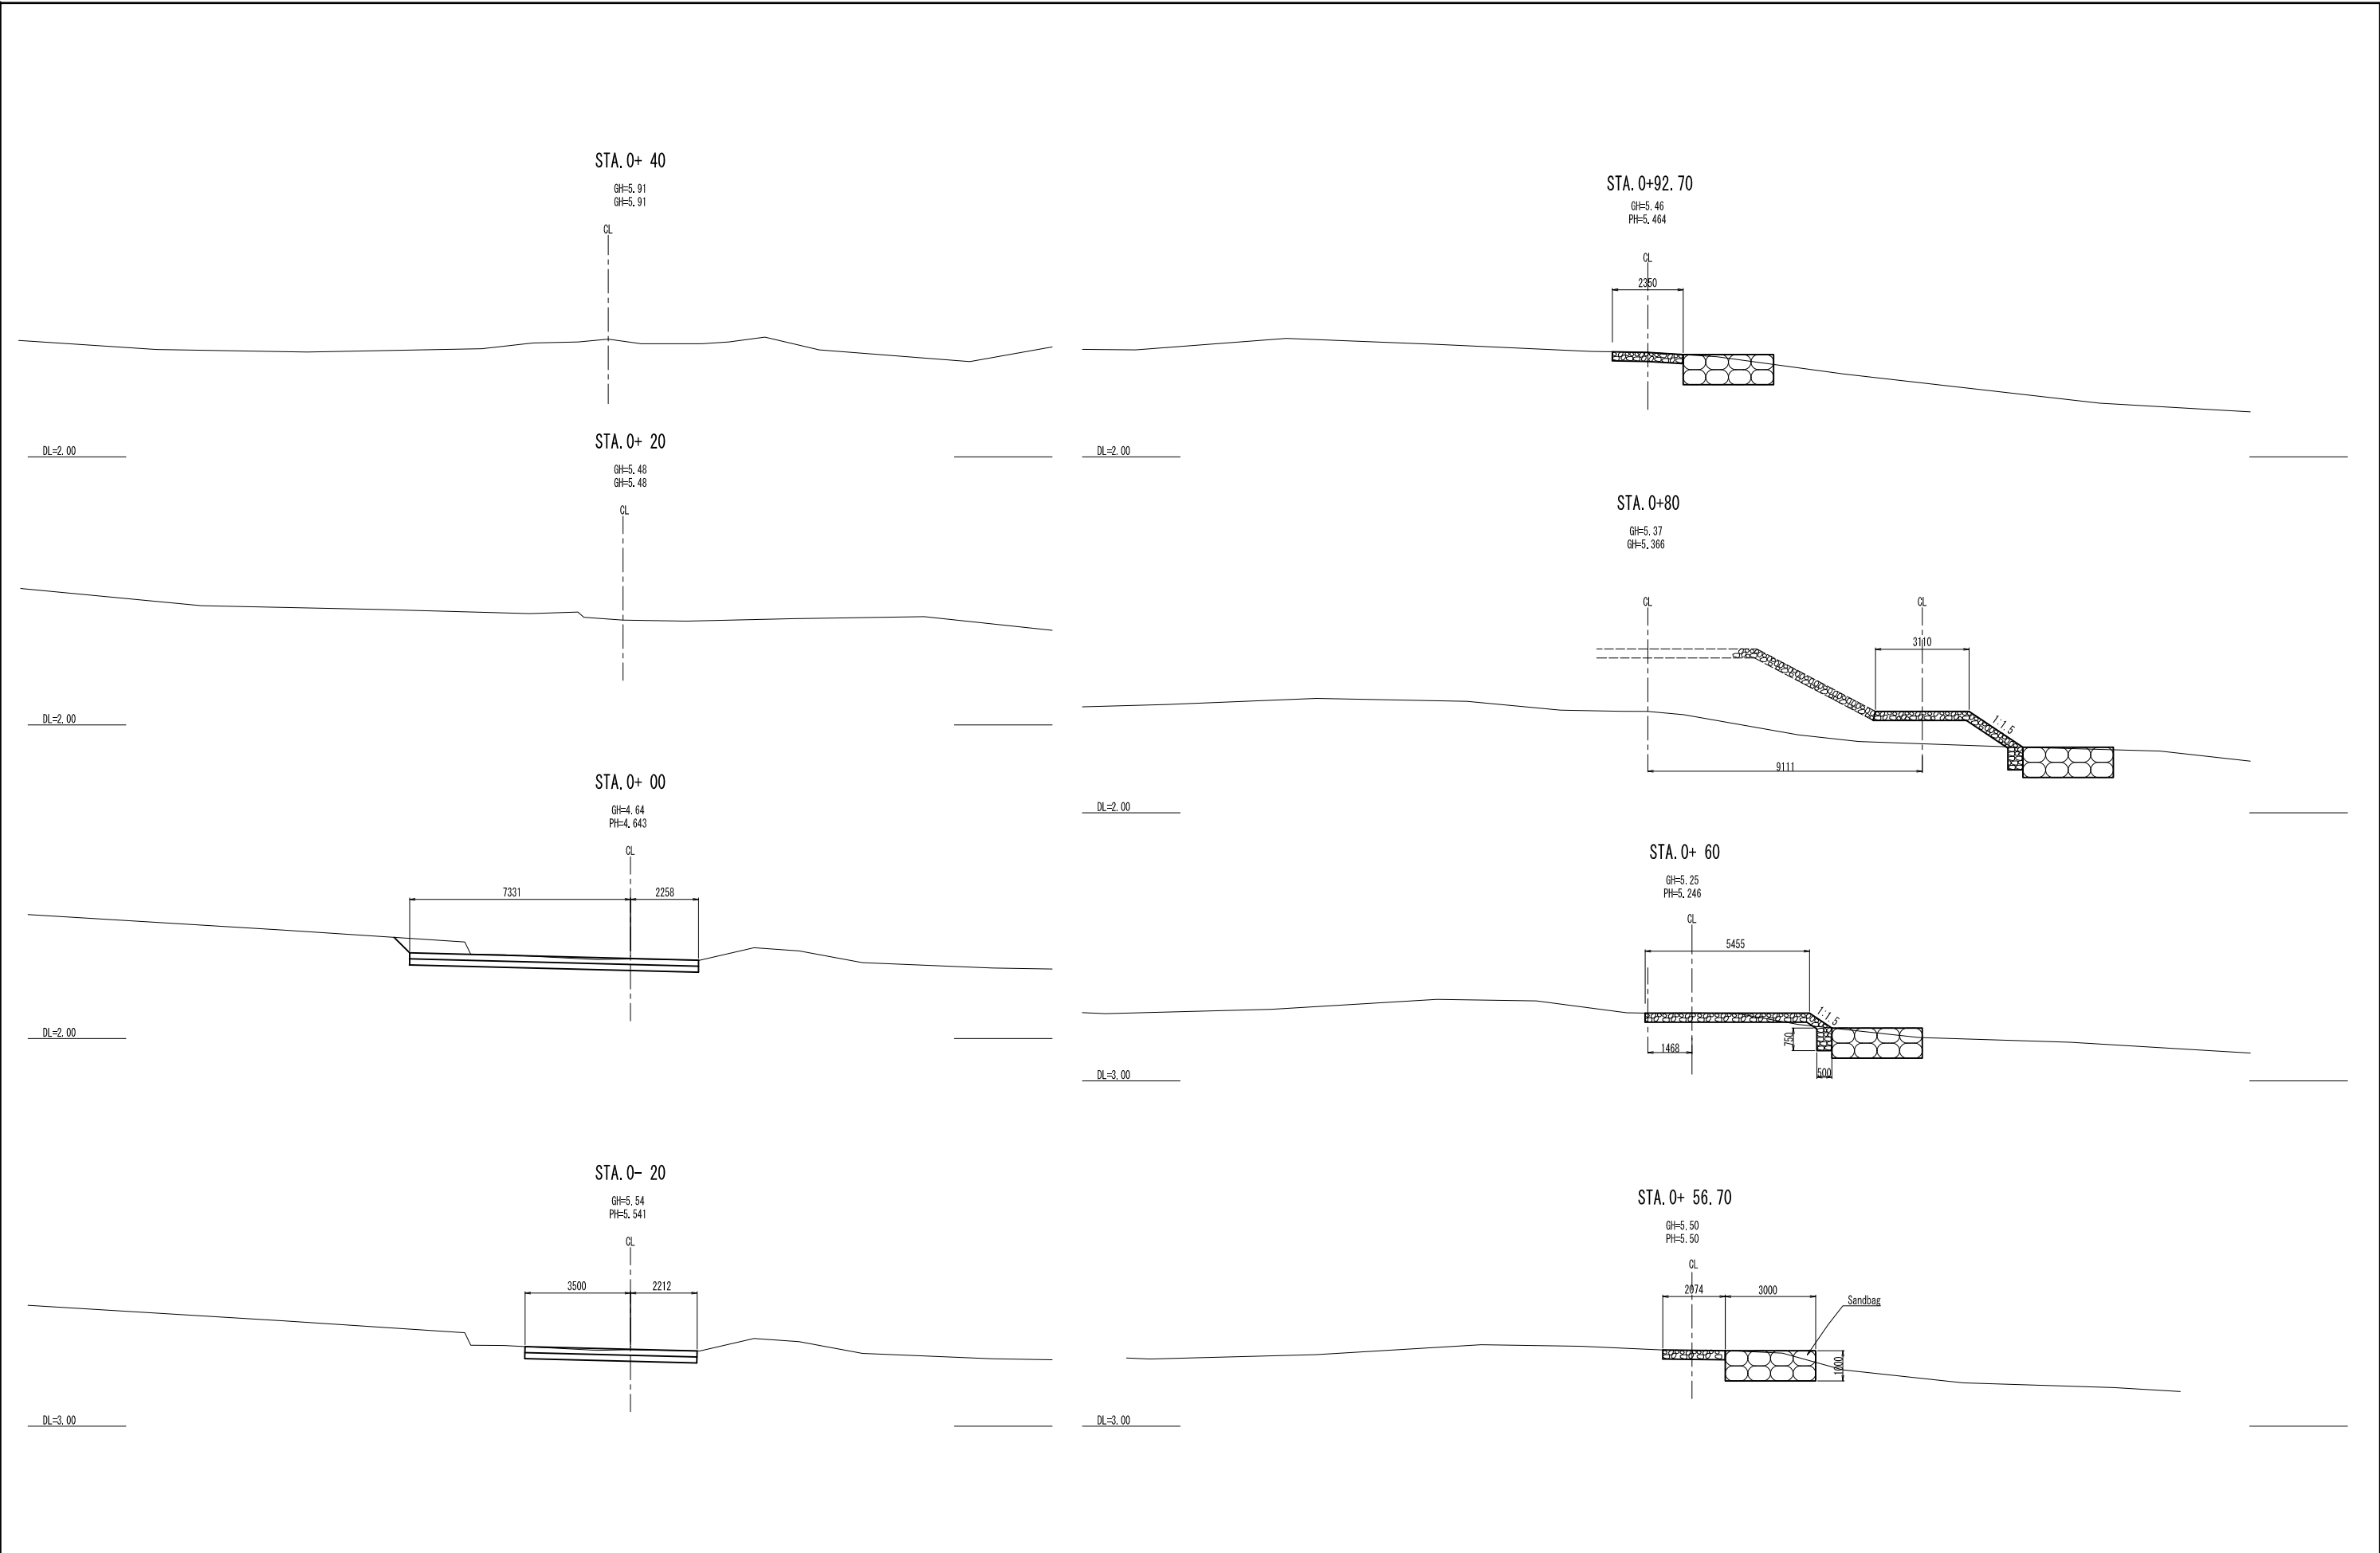 STA. 0+ 40
GH=5. 91
GH=5. 91
CL
DL=2. 00
STA. 0+ 20
GH=5. 48
GH=5. 48
CL
DL=2. 00
STA. 0+ 00
GH=4. 64
PH=4. 643
CL
7331
2258
DL=2. 00
STA. 0- 20
GH=5. 54
PH=5. 541
CL
3500
2212
DL=3. 00
STA. 0+92. 70
GH=5. 46
PH=5. 464
CL
2350
DL=2. 00
STA. 0+80
GH=5. 37
GH=5. 366
CL
CL
3110
1:1. 5
9111
DL=2. 00
STA. 0+ 60
GH=5. 25
PH=5. 246
CL
5455
1:1. 5
750
1468
500
DL=3. 00
STA. 0+ 56. 70
GH=5. 50
PH=5. 50
CL
2074
3000
Sandbag
1000
DL=3. 00